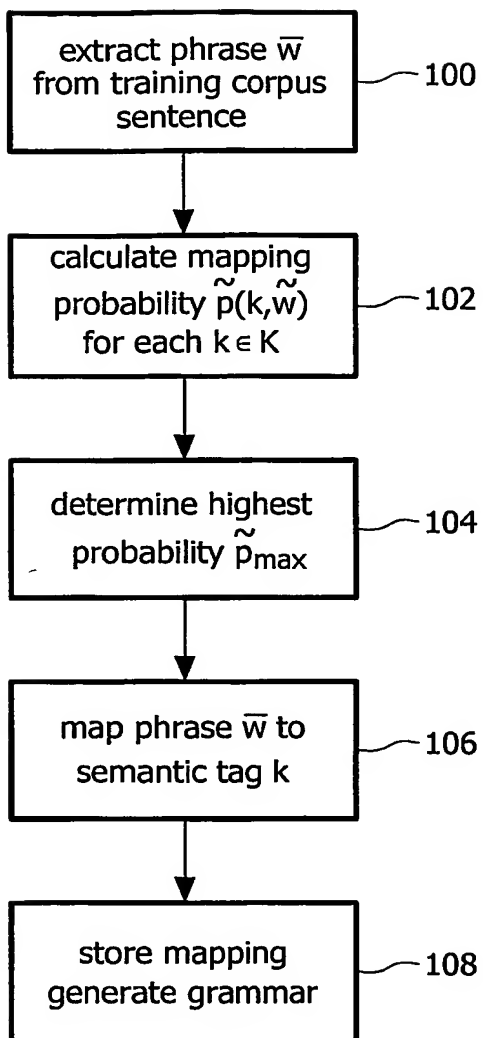 extract phrase w̅
from training corpus
sentence
100
calculate mapping
probability p̃(k,w̃)
for each k ∈ K
102
determine highest
probability p̃max
104
map phrase w̅ to
semantic tag k
106
store mapping
generate grammar
108